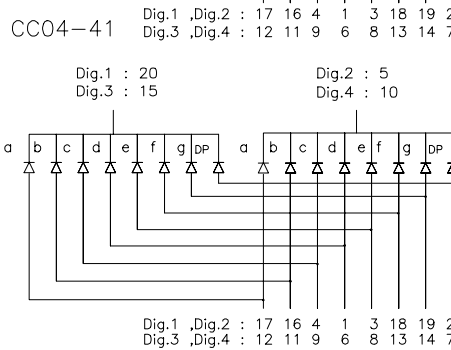 Dig.1 ,Dig.2 : 17 16 4 1 3 18 19 2
CC04-41 Dig.3 ,Dig.4 : 12 11 9 6 8 13 14 7
Dig.1 : 20 Dig.2 : 5
Dig.3 : 15 Dig.4 : 10
a b c d e f g DP a b c d e f g DP
Dig.1 ,Dig.2 : 17 16 4 1 3 18 19 2
Dig.3 ,Dig.4 : 12 11 9 6 8 13 14 7